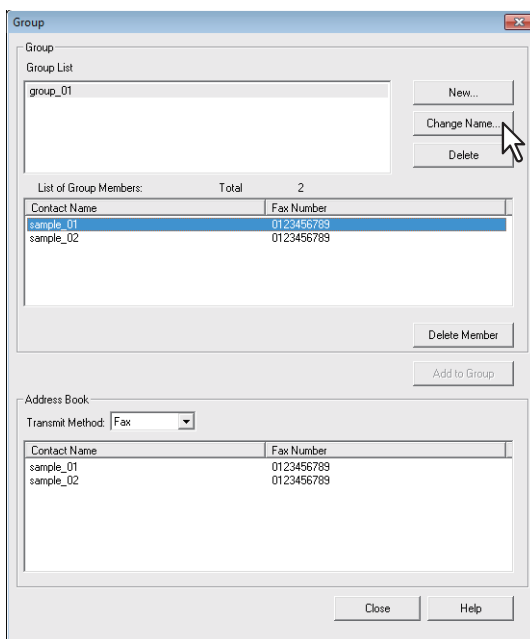 Group
Group
Group List
group_01
New...
Change Name...
Delete
List of Group Members: Total 2
Contact Name Fax Number
sample_01 0123456789
sample_02 0123456789
Delete Member
Add to Group
Address Book
Transmit Method: Fax
Contact Name Fax Number
sample_01 0123456789
sample_02 0123456789
Close Help